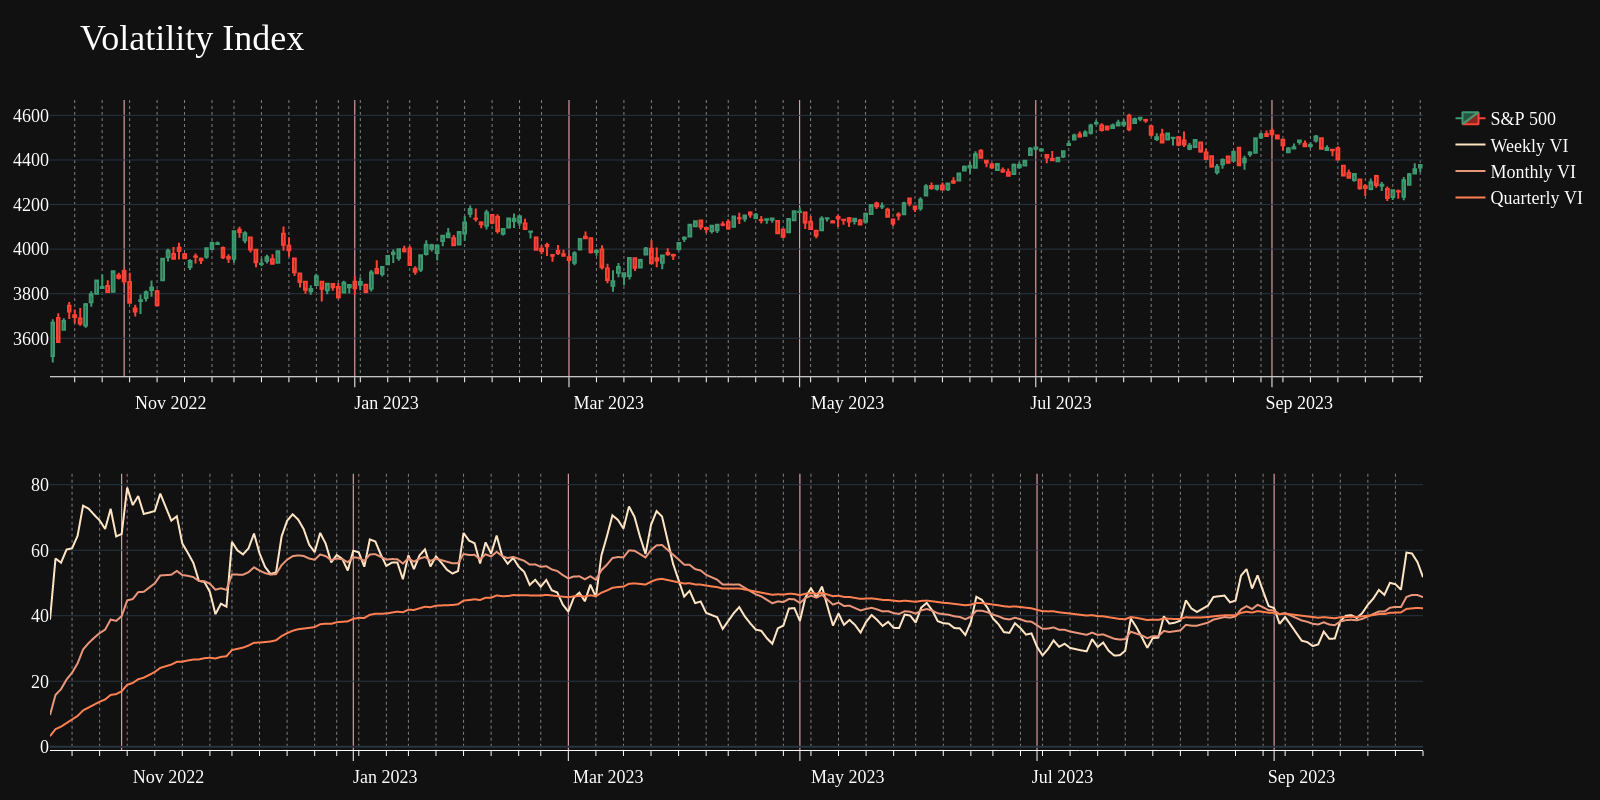 Volatility Index
4600
4400
4200
4000
3800
3600
Nov 2022
Jan 2023
Mar 2023
May 2023
Jul 2023
Sep 2023
S&P 500
Weekly VI
Monthly VI
Quarterly VI
80
60
40
20
0
Nov 2022
Jan 2023
Mar 2023
May 2023
Jul 2023
Sep 2023